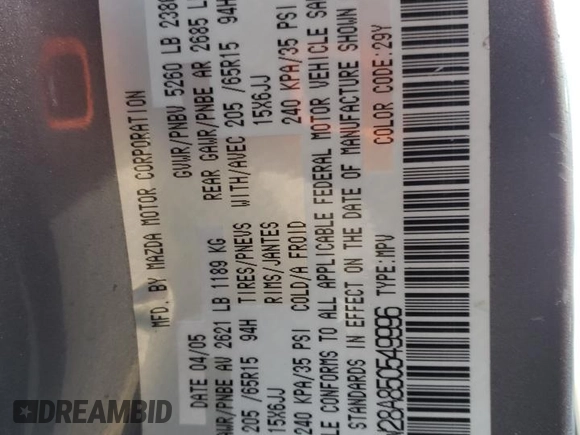 MFD. BY MAZDA MOTOR CORPORATION
DATE 04/05 GVWR/PNBV 5260 LB 238
GAWR/PNBE AV 2621 LB 1189 KG REAR GAWR/PNBE AR 2685 L
205 /65R15 94H TIRES/PNEUS WITH/AVEC 205 /65R15 94H
15X6JJ RIMS/JANTES 15X6JJ
240 KPA/35 PSI COLD/A FROID 240 KPA/35 PSI
LE CONFORMS TO ALL APPLICABLE FEDERAL MOTOR VEHICLE SA
STANDARDS IN EFFECT ON THE DATE OF MANUFACTURE SHOWN
28A850549996 TYPE:MPV COLOR CODE:29Y
DREAMBID